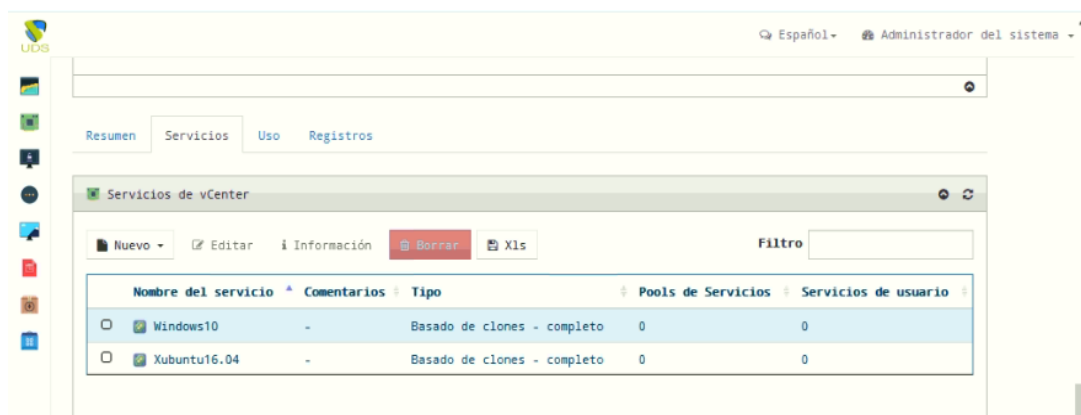 Español
Administrador del sistema
UDS
Resumen Servicios Uso Registros
Servicios de vCenter
Nuevo Editar Información Borrar Xls Filtro
Nombre del servicio Comentarios Tipo Pools de Servicios Servicios de usuario
Windows10 - Basado de clones - completo 0 0
Xubuntu16.04 - Basado de clones - completo 0 0